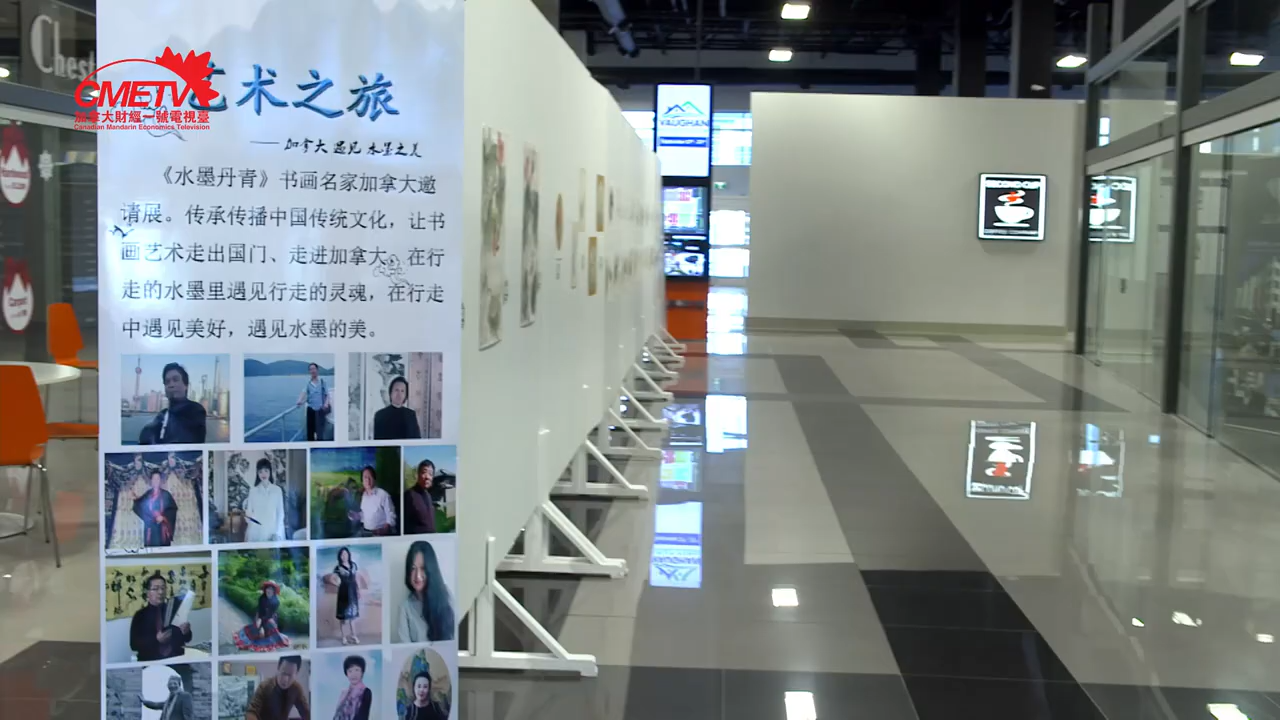 Chest
CMETV
加拿大財經一號電視臺
Canadian Mandarin Economics Television
艺术之旅
——加拿大 遇见 水墨之美
《水墨丹青》书画名家加拿大邀
请展。传承传播中国传统文化，让书
画艺术走出国门、走进加拿大。在行
走的水墨里遇见行走的灵魂，在行走
中遇见美好，遇见水墨的美。
VAUGHAN